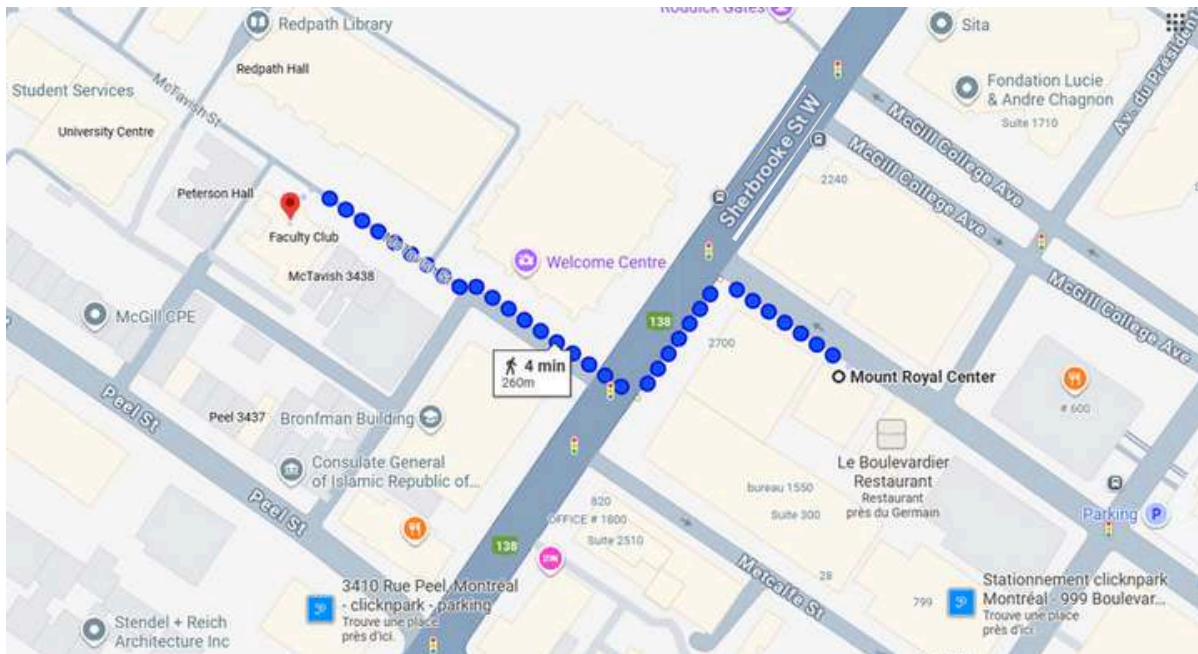 Roddick Gates
Redpath Library
Sita
Redpath Hall
Fondation Lucie
& Andre Chagnon
Suite 1710
Av. du Présiden
Student Services
McTavish St
University Centre
McGill College Ave
McGill College Ave
Sherbrooke St W
2240
Peterson Hall
Faculty Club
Welcome Centre
McTavish 3438
McGill College Ave
McGill CPE
138
2700
4 min
260m
Mount Royal Center
# 600
Peel St
Peel 3437
Bronfman Building
Le Boulevardier
Restaurant
Restaurant
près du Germain
Consulate General
of Islamic Republic of...
bureau 1550
Suite 300
Parking
P
820
OFFICE # 1600
Suite 2510
Peel St
138
Metcalfe St
28
799
3410 Rue Peel, Montréal
- clicknpark - parking
Trouve une place
près d'ici.
Stationnement clicknpark
Montréal - 999 Boulevar...
Trouve une place
près d'ici.
Stendel + Reich
Architecture Inc